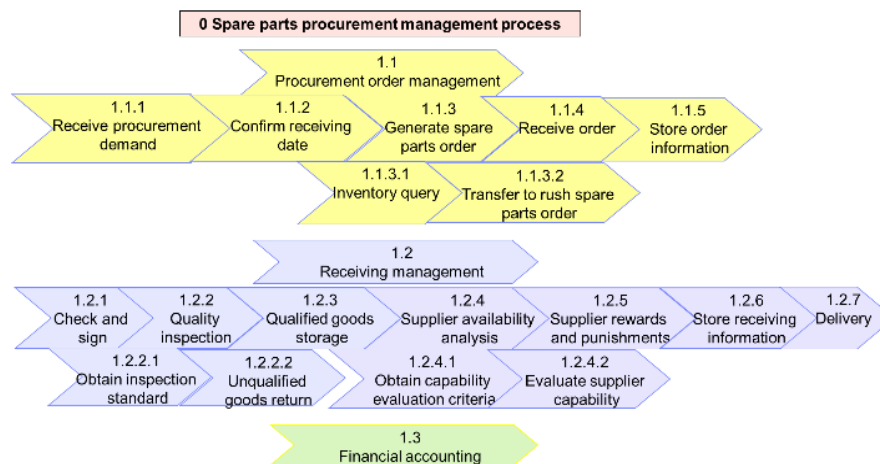 0 Spare parts procurement management process
1.1
Procurement order management
1.1.1
Receive procurement
demand
1.1.2
Confirm receiving
date
1.1.3
Generate spare
parts order
1.1.4
Receive order
1.1.5
Store order
information
1.1.3.1
Inventory query
1.1.3.2
Transfer to rush spare
parts order
1.2
Receiving management
1.2.1
Check and
sign
1.2.2
Quality
inspection
1.2.3
Qualified goods
storage
1.2.4
Supplier availability
analysis
1.2.5
Supplier rewards
and punishments
1.2.6
Store receiving
information
1.2.7
Delivery
1.2.2.1
Obtain inspection
standard
1.2.2.2
Unqualified
goods return
1.2.4.1
Obtain capability
evaluation criteria
1.2.4.2
Evaluate supplier
capability
1.3
Financial accounting